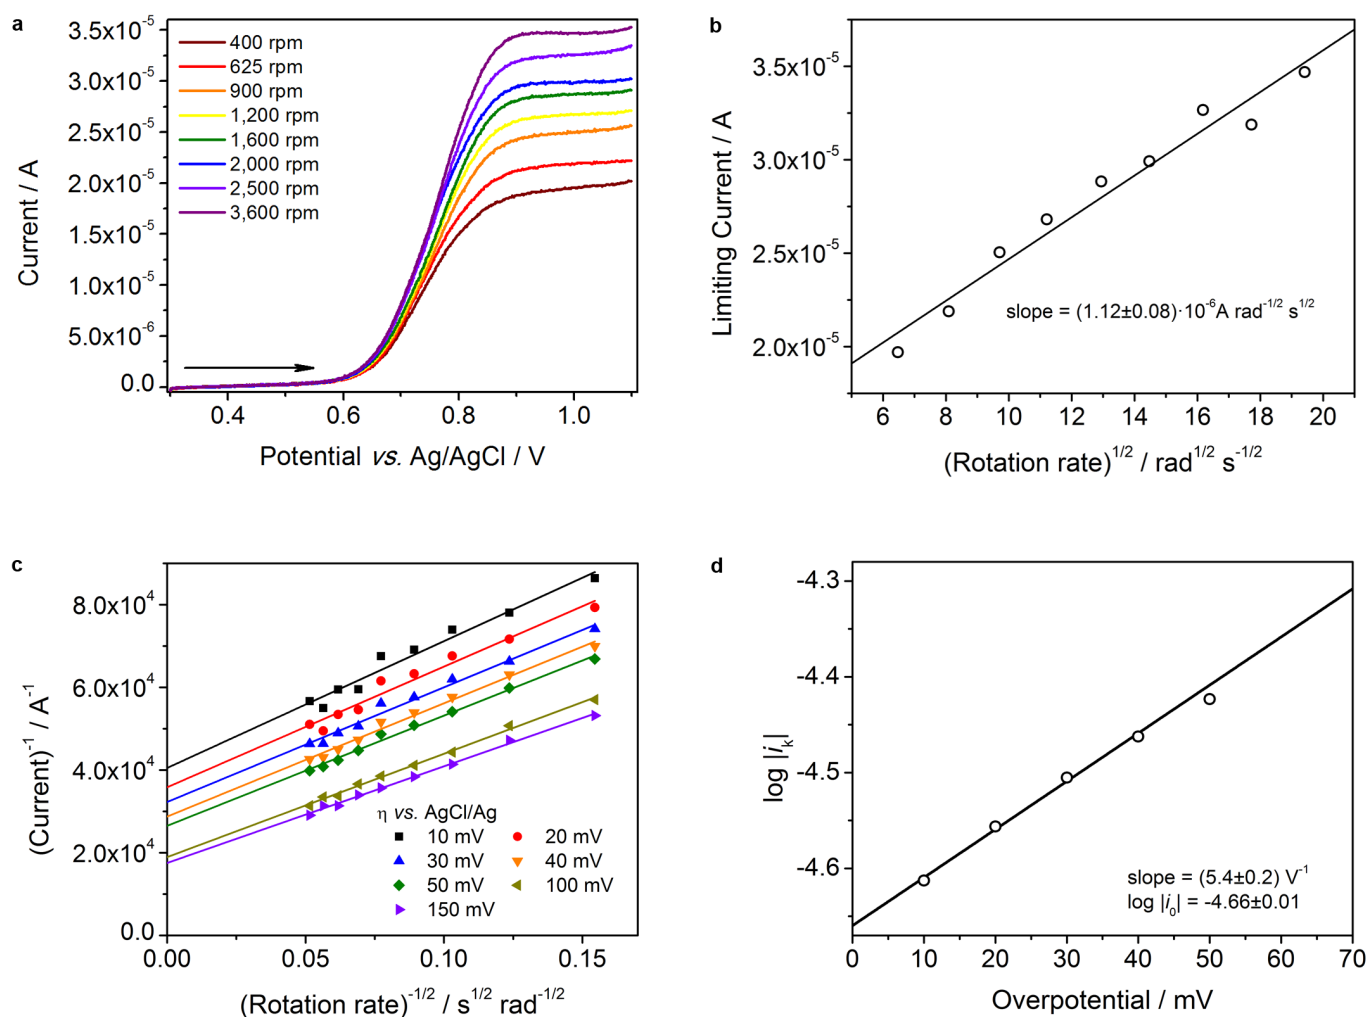 a
3.5x10⁻⁵
3.0x10⁻⁵
2.5x10⁻⁵
2.0x10⁻⁵
1.5x10⁻⁵
1.0x10⁻⁵
5.0x10⁻⁶
0.0
Current / A
400 rpm
625 rpm
900 rpm
1,200 rpm
1,600 rpm
2,000 rpm
2,500 rpm
3,600 rpm
0.4 0.6 0.8 1.0
Potential vs. Ag/AgCl / V
b
3.5x10⁻⁵
3.0x10⁻⁵
2.5x10⁻⁵
2.0x10⁻⁵
Limiting Current / A
slope = (1.12±0.08)·10⁻⁶A rad⁻¹/² s¹/²
6 8 10 12 14 16 18 20
(Rotation rate)¹/² / rad¹/² s⁻¹/²
c
8.0x10⁴
6.0x10⁴
4.0x10⁴
2.0x10⁴
0.0
(Current)⁻¹ / A⁻¹
η vs. AgCl/Ag
10 mV 20 mV
30 mV 40 mV
50 mV 100 mV
150 mV
0.00 0.05 0.10 0.15
(Rotation rate)⁻¹/² / s¹/² rad⁻¹/²
d
-4.3
-4.4
-4.5
-4.6
log |iₖ|
slope = (5.4±0.2) V⁻¹
log |i₀| = -4.66±0.01
0 10 20 30 40 50 60 70
Overpotential / mV